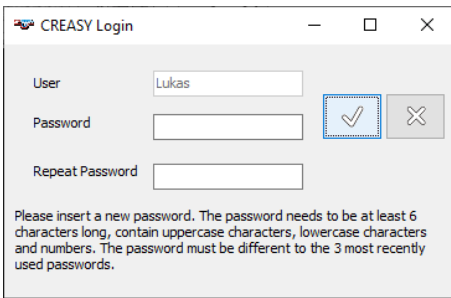 CREASY Login
User
Lukas
Password
Repeat Password
Please insert a new password. The password needs to be at least 6
characters long, contain uppercase characters, lowercase characters
and numbers. The password must be different to the 3 most recently
used passwords.